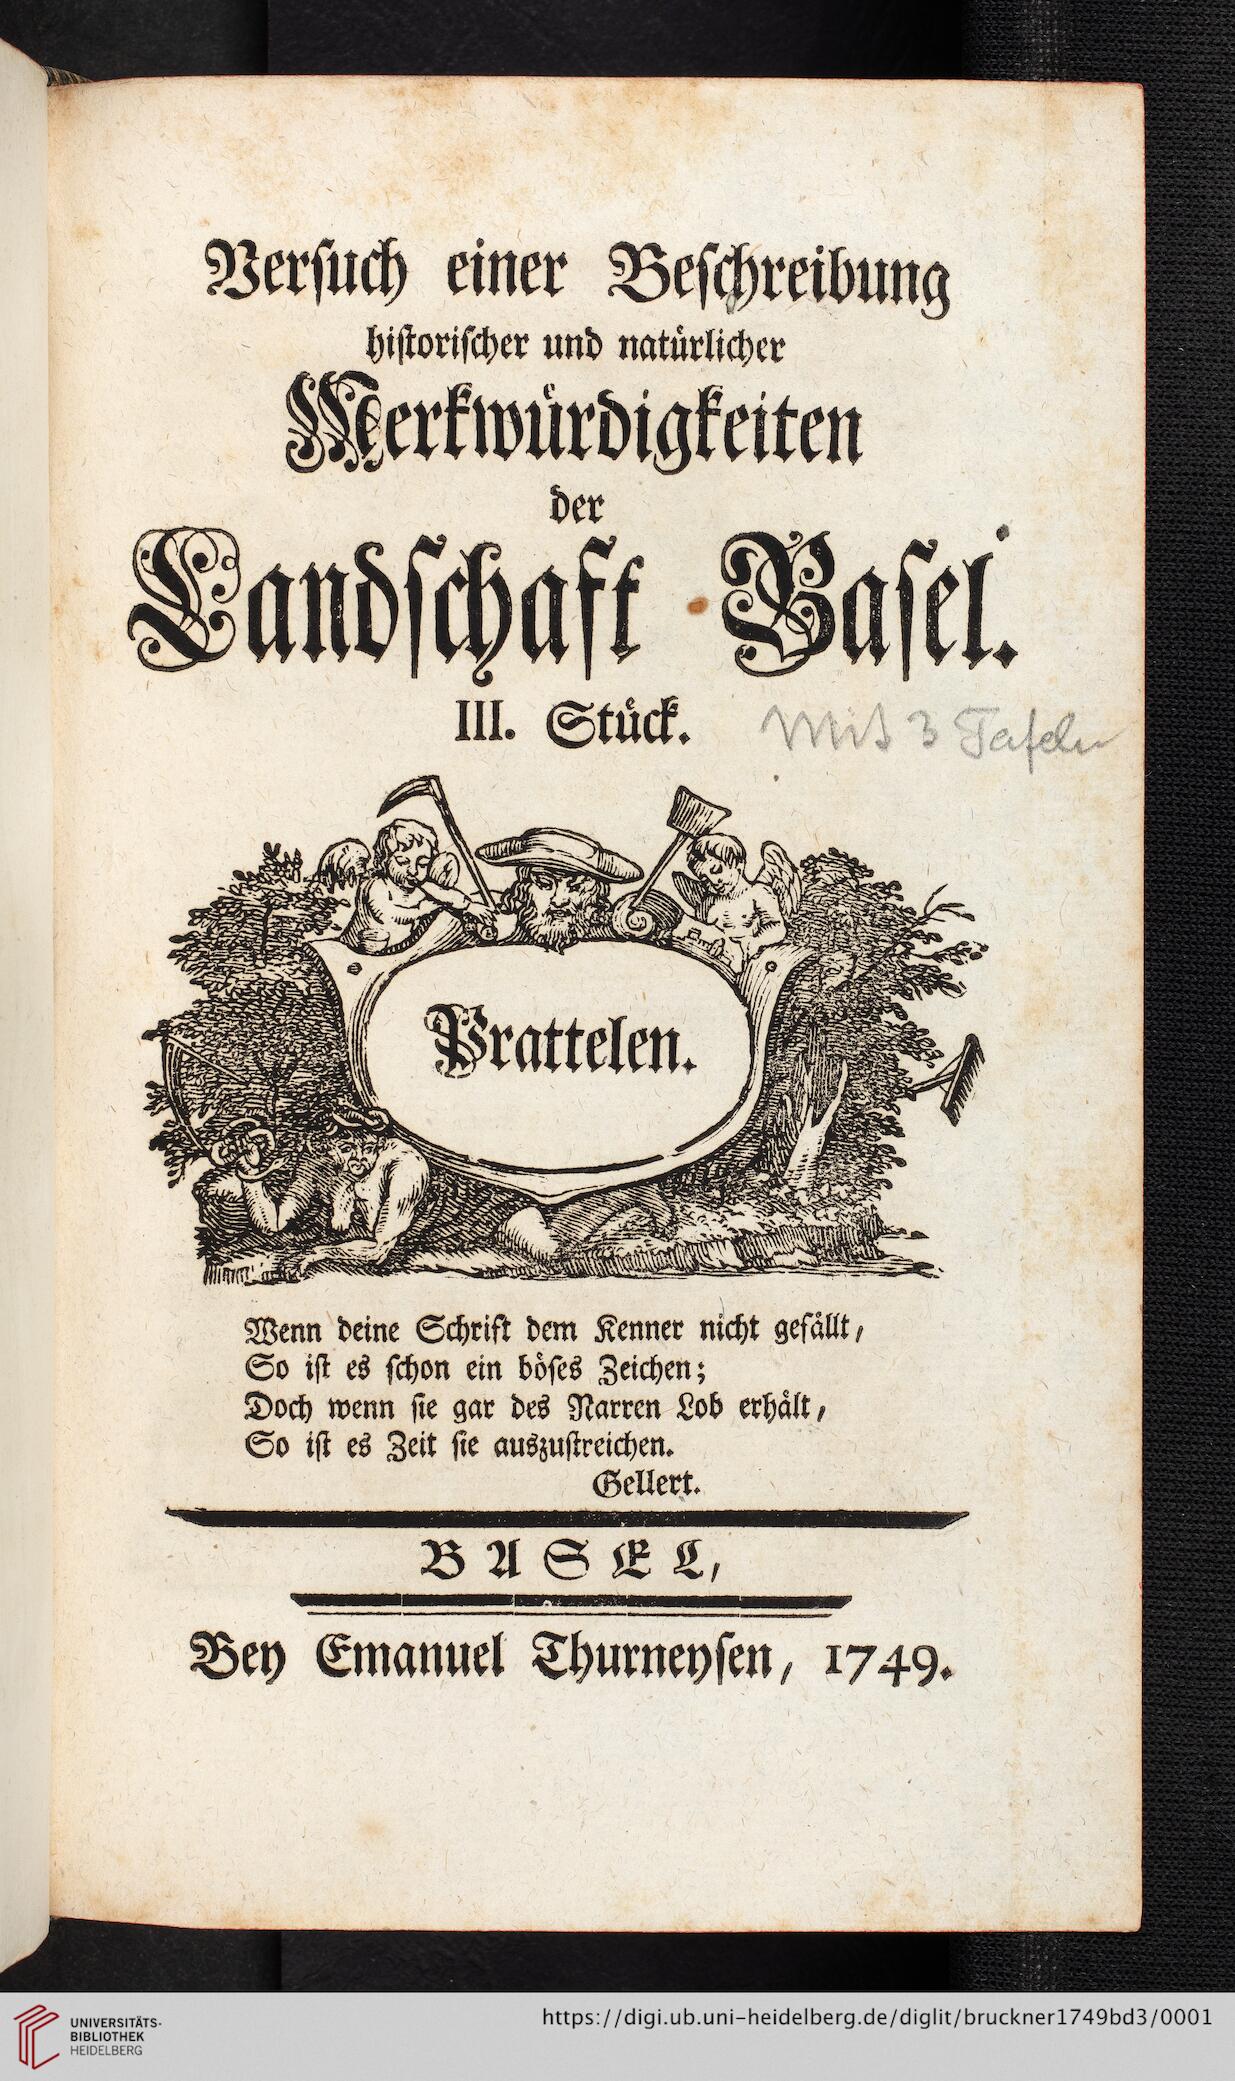 Versuch einer Beschreibung
historischer und natürlicher
Merkwürdigkeiten
der
Landschaft Basel.
III. Stück.
Mit 3 Tafeln
Prattelen.
Wenn deine Schrift dem Kenner nicht gefällt,
So ist es schon ein böses Zeichen;
Doch wenn sie gar des Narren Lob erhält,
So ist es Zeit sie auszustreichen.
Gellert.
BASEL,
Bey Emanuel Thurneysen, 1749.
UNIVERSITÄTS-
BIBLIOTHEK
HEIDELBERG
https://digi.ub.uni-heidelberg.de/diglit/bruckner1749bd3/0001